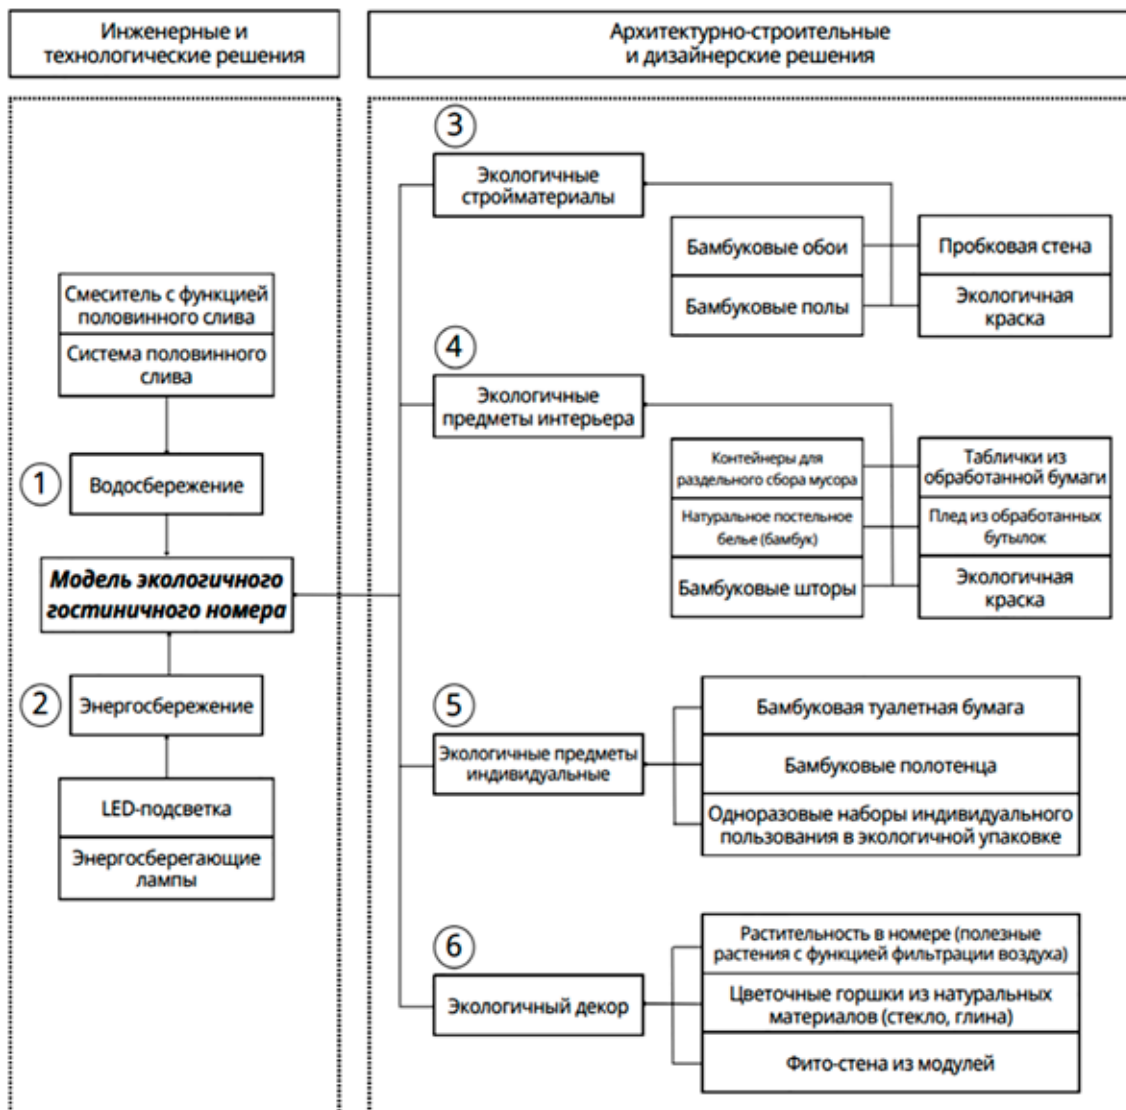 Инженерные и
технологические решения
Архитектурно-строительные
и дизайнерские решения
Смеситель с функцией
половинного слива
Система половинного
слива
1
Водосбережение
Модель экологичного
гостиничного номера
2
Энергосбережение
LED-подсветка
Энергосберегающие
лампы
3
Экологичные
стройматериалы
Бамбуковые обои
Пробковая стена
Бамбуковые полы
Экологичная
краска
4
Экологичные
предметы интерьера
Контейнеры для
раздельного сбора мусора
Таблички из
обработанной бумаги
Натуральное постельное
белье (бамбук)
Плед из обработанных
бутылок
Бамбуковые шторы
Экологичная
краска
5
Экологичные предметы
индивидуальные
Бамбуковая туалетная бумага
Бамбуковые полотенца
Одноразовые наборы индивидуального
пользования в экологичной упаковке
6
Экологичный декор
Растительность в номере (полезные
растения с функцией фильтрации воздуха)
Цветочные горшки из натуральных
материалов (стекло, глина)
Фито-стена из модулей